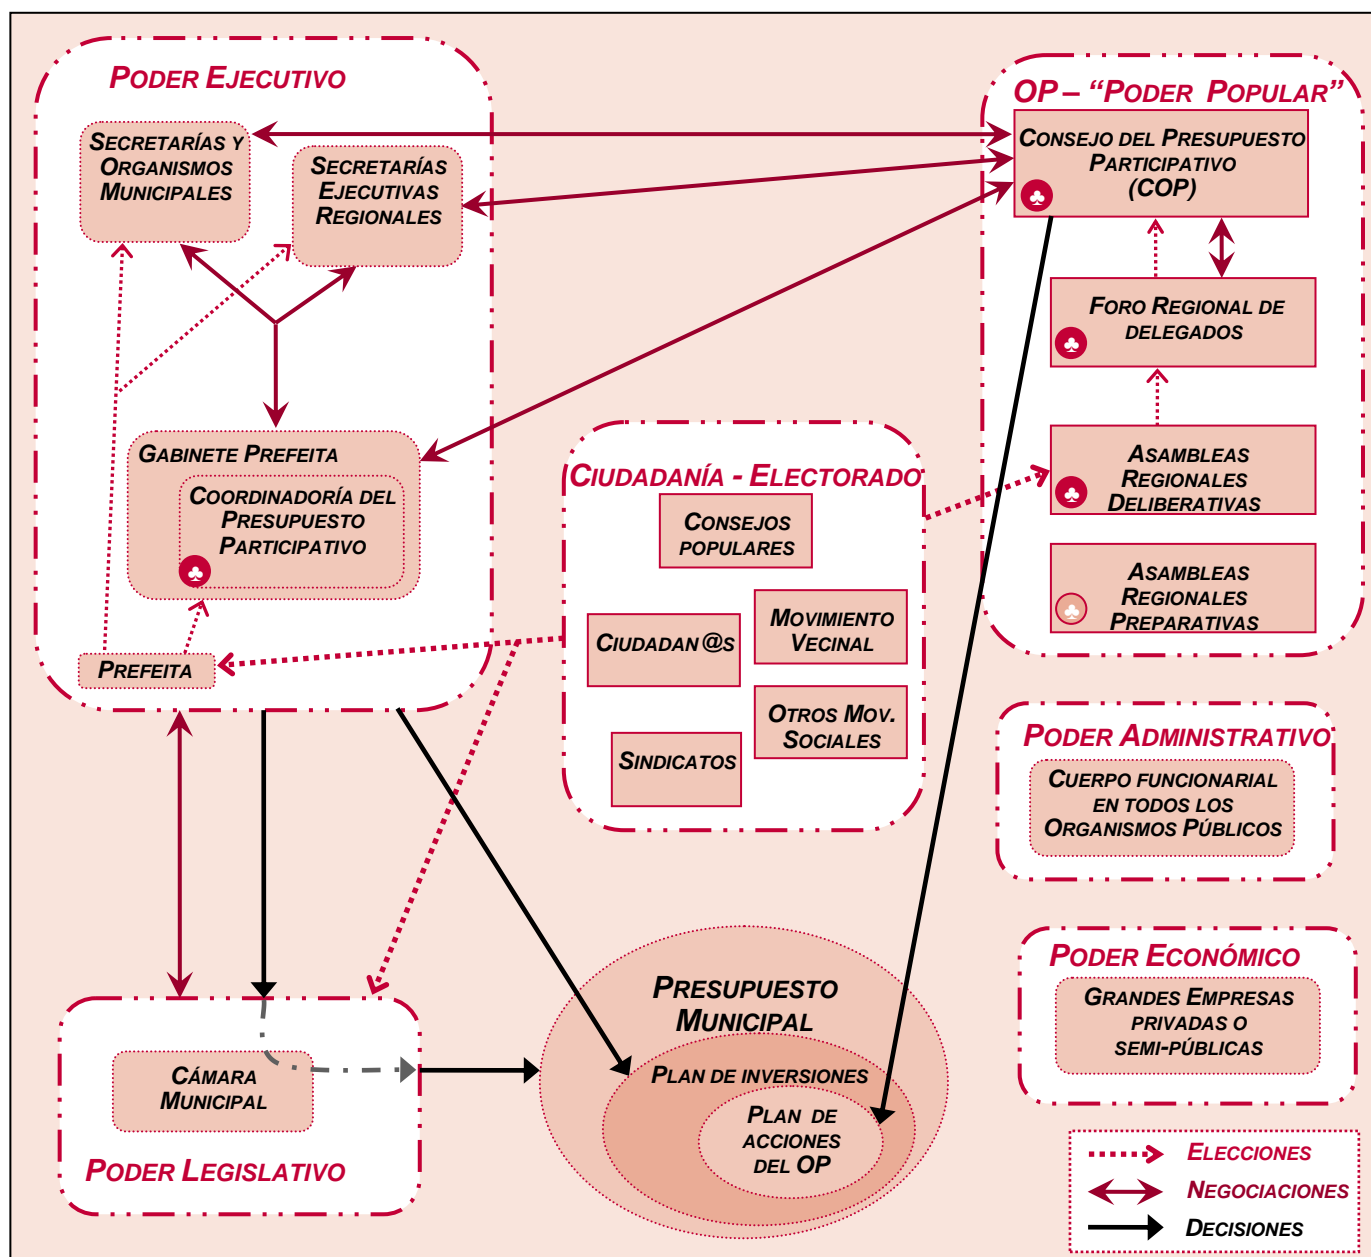 PODER EJECUTIVO
SECRETARÍAS Y
ORGANISMOS
MUNICIPALES
SECRETARÍAS
EJECUTIVAS
REGIONALES
GABINETE PREFEITA
COORDINADORÍA DEL
PRESUPUESTO
PARTICIPATIVO
PREFEITA
OP – “PODER POPULAR”
CONSEJO DEL PRESUPUESTO
PARTICIPATIVO
(COP)
FORO REGIONAL DE
DELEGADOS
ASAMBLEAS
REGIONALES
DELIBERATIVAS
ASAMBLEAS
REGIONALES
PREPARATIVAS
CIUDADANÍA - ELECTORADO
CONSEJOS
POPULARES
CIUDADAN@S
MOVIMIENTO
VECINAL
OTROS MOV.
SOCIALES
SINDICATOS
PODER ADMINISTRATIVO
CUERPO FUNCIONARIAL
EN TODOS LOS
ORGANISMOS PÚBLICOS
PODER ECONÓMICO
GRANDES EMPRESAS
PRIVADAS O
SEMI-PÚBLICAS
PRESUPUESTO
MUNICIPAL
PLAN DE INVERSIONES
PLAN DE
ACCIONES
DEL OP
CÁMARA
MUNICIPAL
PODER LEGISLATIVO
ELECCIONES
NEGOCIACIONES
DECISIONES